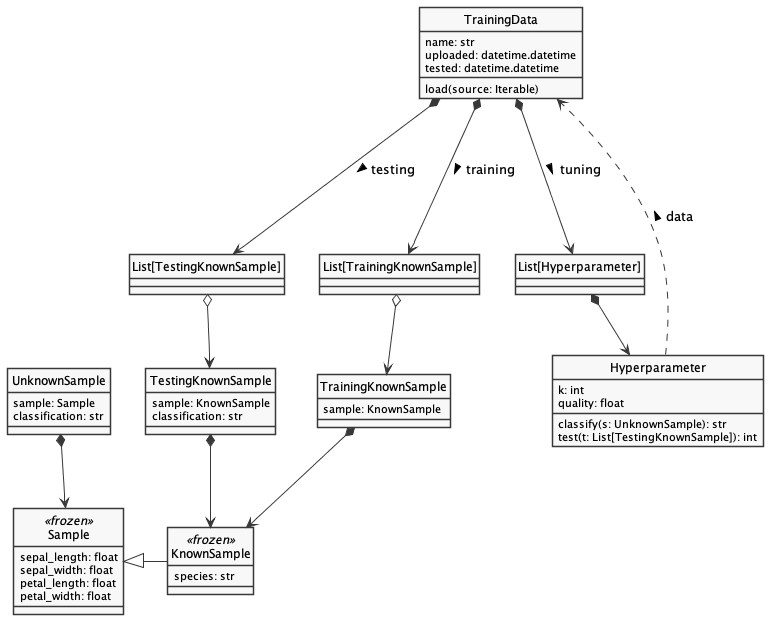 TrainingData
name: str
uploaded: datetime.datetime
tested: datetime.datetime
load(source: Iterable)
testing
training
tuning
data
List[TestingKnownSample]
List[TrainingKnownSample]
List[Hyperparameter]
UnknownSample
sample: Sample
classification: str
TestingKnownSample
sample: KnownSample
classification: str
TrainingKnownSample
sample: KnownSample
Hyperparameter
k: int
quality: float
classify(s: UnknownSample): str
test(t: List[TestingKnownSample]): int
«frozen»
Sample
sepal_length: float
sepal_width: float
petal_length: float
petal_width: float
«frozen»
KnownSample
species: str